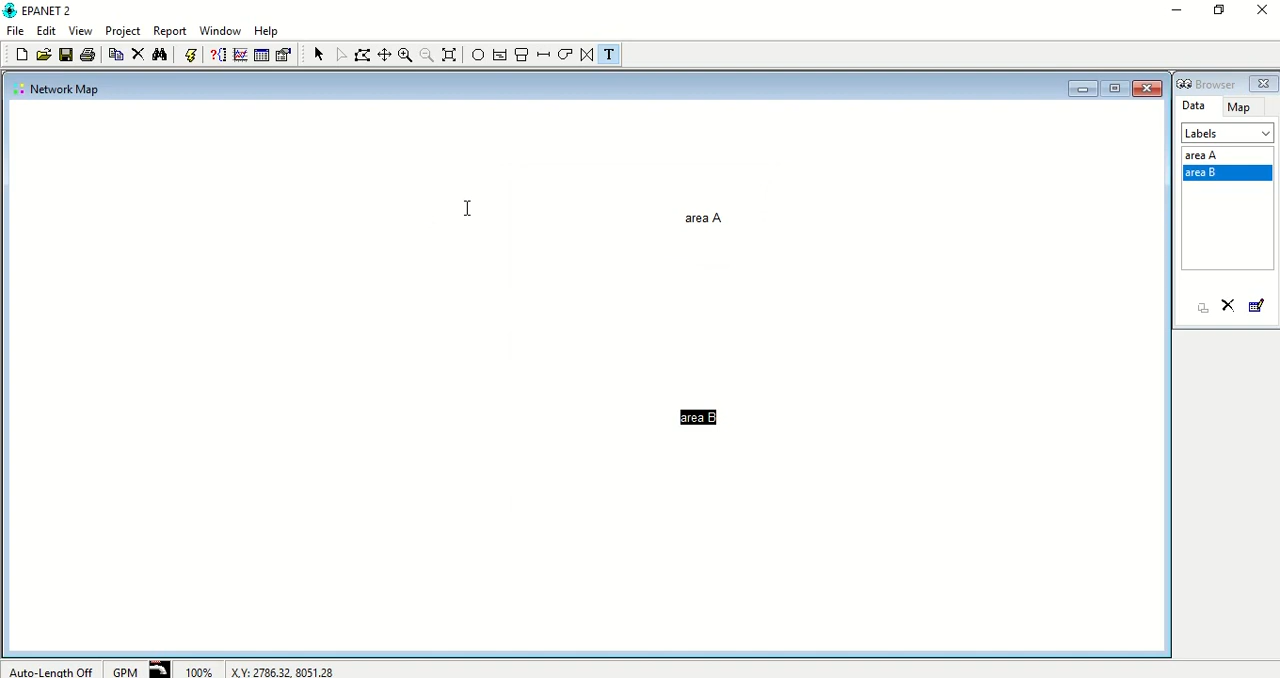 EPANET 2
File Edit View Project Report Window Help
T
Network Map
Browser
Data Map
Labels
area A
area B
area A
area B
Auto-Length Off GPM 100% X,Y: 2786.32, 8051.28